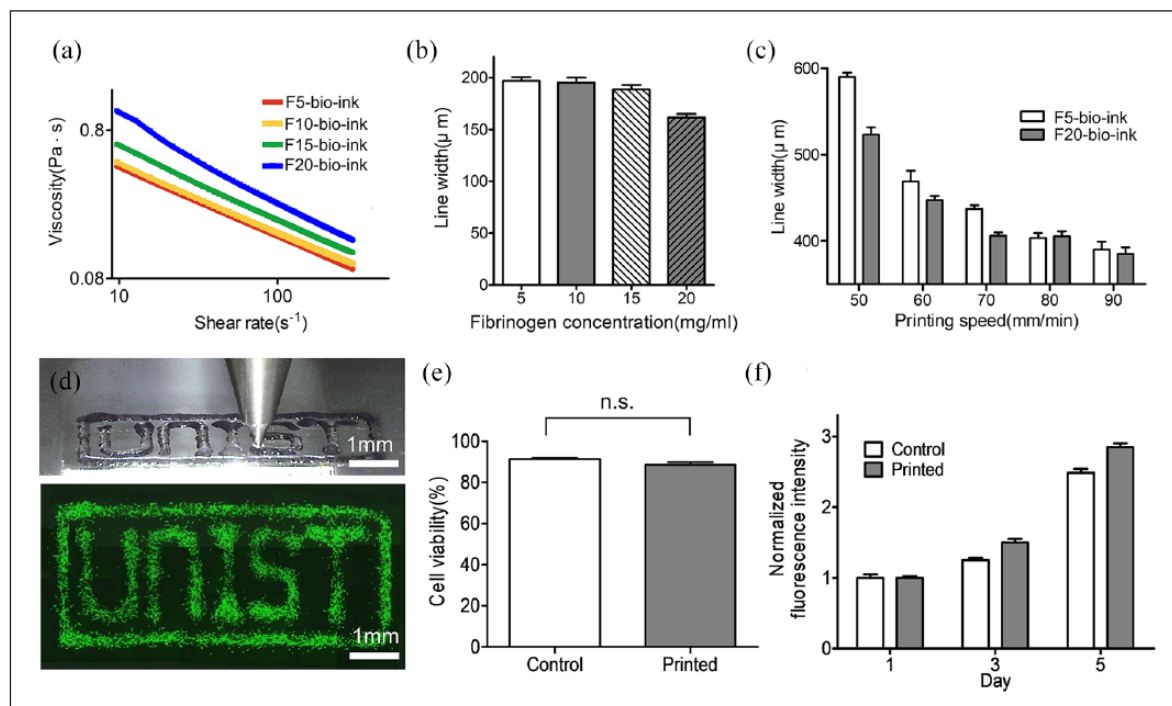 (a)
Viscosity(Pa · s)
0.8
0.08
10
100
Shear rate(s⁻¹)
F5-bio-ink
F10-bio-ink
F15-bio-ink
F20-bio-ink
(b)
Line width(μ m)
200
150
100
50
0
5 10 15 20
Fibrinogen concentration(mg/ml)
(c)
Line width(μ m)
600
500
400
50 60 70 80 90
Printing speed(mm/min)
F5-bio-ink
F20-bio-ink
(d)
UNIST
1mm
UNIST
1mm
(e)
n.s.
Cell viability(%)
100
80
60
40
20
0
Control Printed
(f)
Normalized
fluorescence intensity
3
2
1
0
Control
Printed
1 3 5
Day